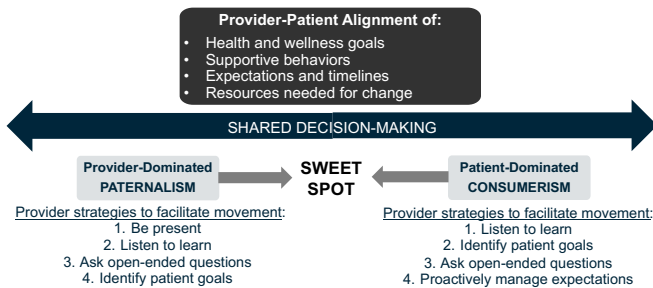 Provider-Patient Alignment of:
• Health and wellness goals
• Supportive behaviors
• Expectations and timelines
• Resources needed for change
SHARED DECISION-MAKING
Provider-Dominated
PATERNALISM
SWEET
SPOT
Patient-Dominated
CONSUMERISM
Provider strategies to facilitate movement:
1. Be present
2. Listen to learn
3. Ask open-ended questions
4. Identify patient goals
Provider strategies to facilitate movement:
1. Listen to learn
2. Identify patient goals
3. Ask open-ended questions
4. Proactively manage expectations